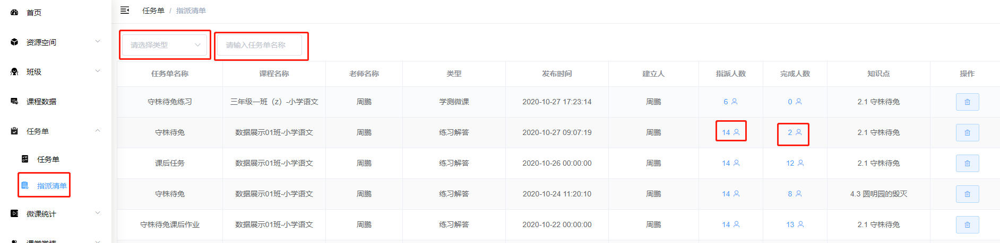 首页
资源空间
班级
课程数据
任务单
任务单
指派清单
微课统计
课堂学情
任务单 / 指派清单
请选择类型 请输入任务单名称
任务单名称 课程名称 老师名称 类型 发布时间 建立人 指派人数 完成人数 知识点 操作
守株待兔练习 三年级一班（z）-小学语文 周鹏 学测微课 2020-10-27 17:23:14 周鹏 6 0 2.1 守株待兔
守株待兔 数据展示01班-小学语文 周鹏 练习解答 2020-10-27 09:07:19 周鹏 14 2 2.1 守株待兔
课后任务 数据展示01班-小学语文 周鹏 练习解答 2020-10-26 00:00:00 周鹏 14 12 2.1 守株待兔
守株待兔 数据展示01班-小学语文 周鹏 练习解答 2020-10-24 11:20:10 周鹏 14 8 4.3 圆明园的毁灭
守株待兔课后作业 数据展示01班-小学语文 周鹏 练习解答 2020-10-22 00:00:00 周鹏 14 13 2.1 守株待兔